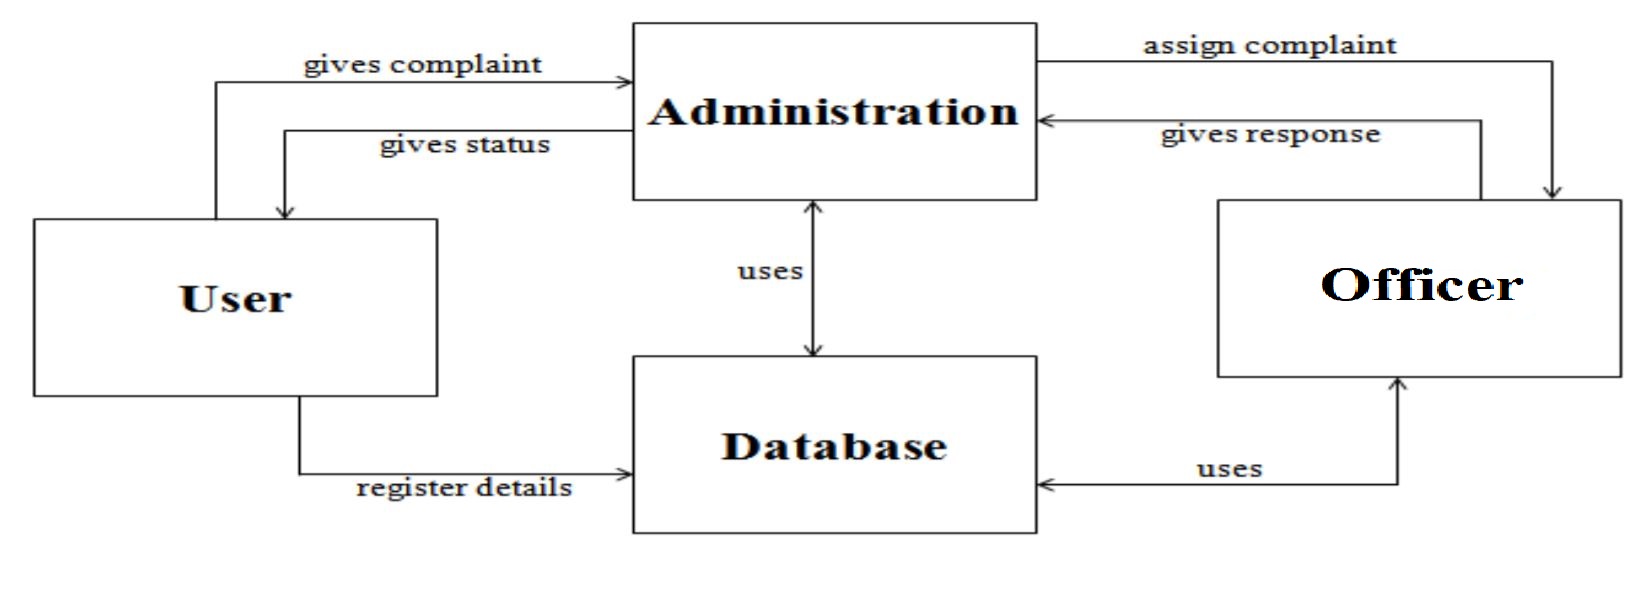 assign complaint
gives complaint
Administration
gives status
gives response
uses
User
Officer
Database
register details
uses